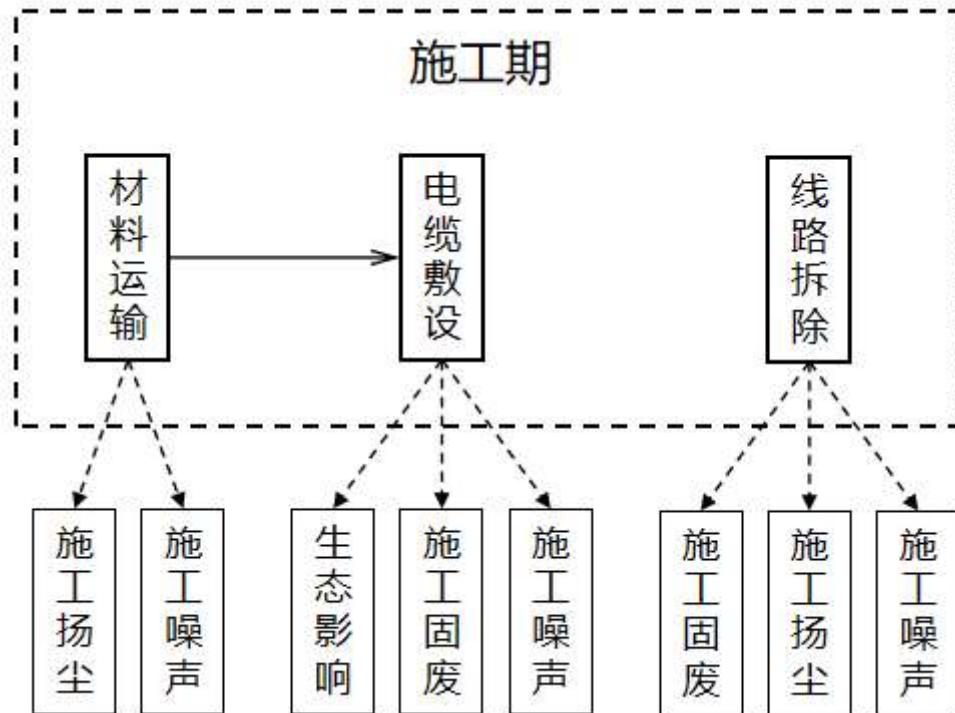 施工期
材料运输
电缆敷设
线路拆除
施工扬尘
施工噪声
生态影响
施工固废
施工噪声
施工固废
施工扬尘
施工噪声